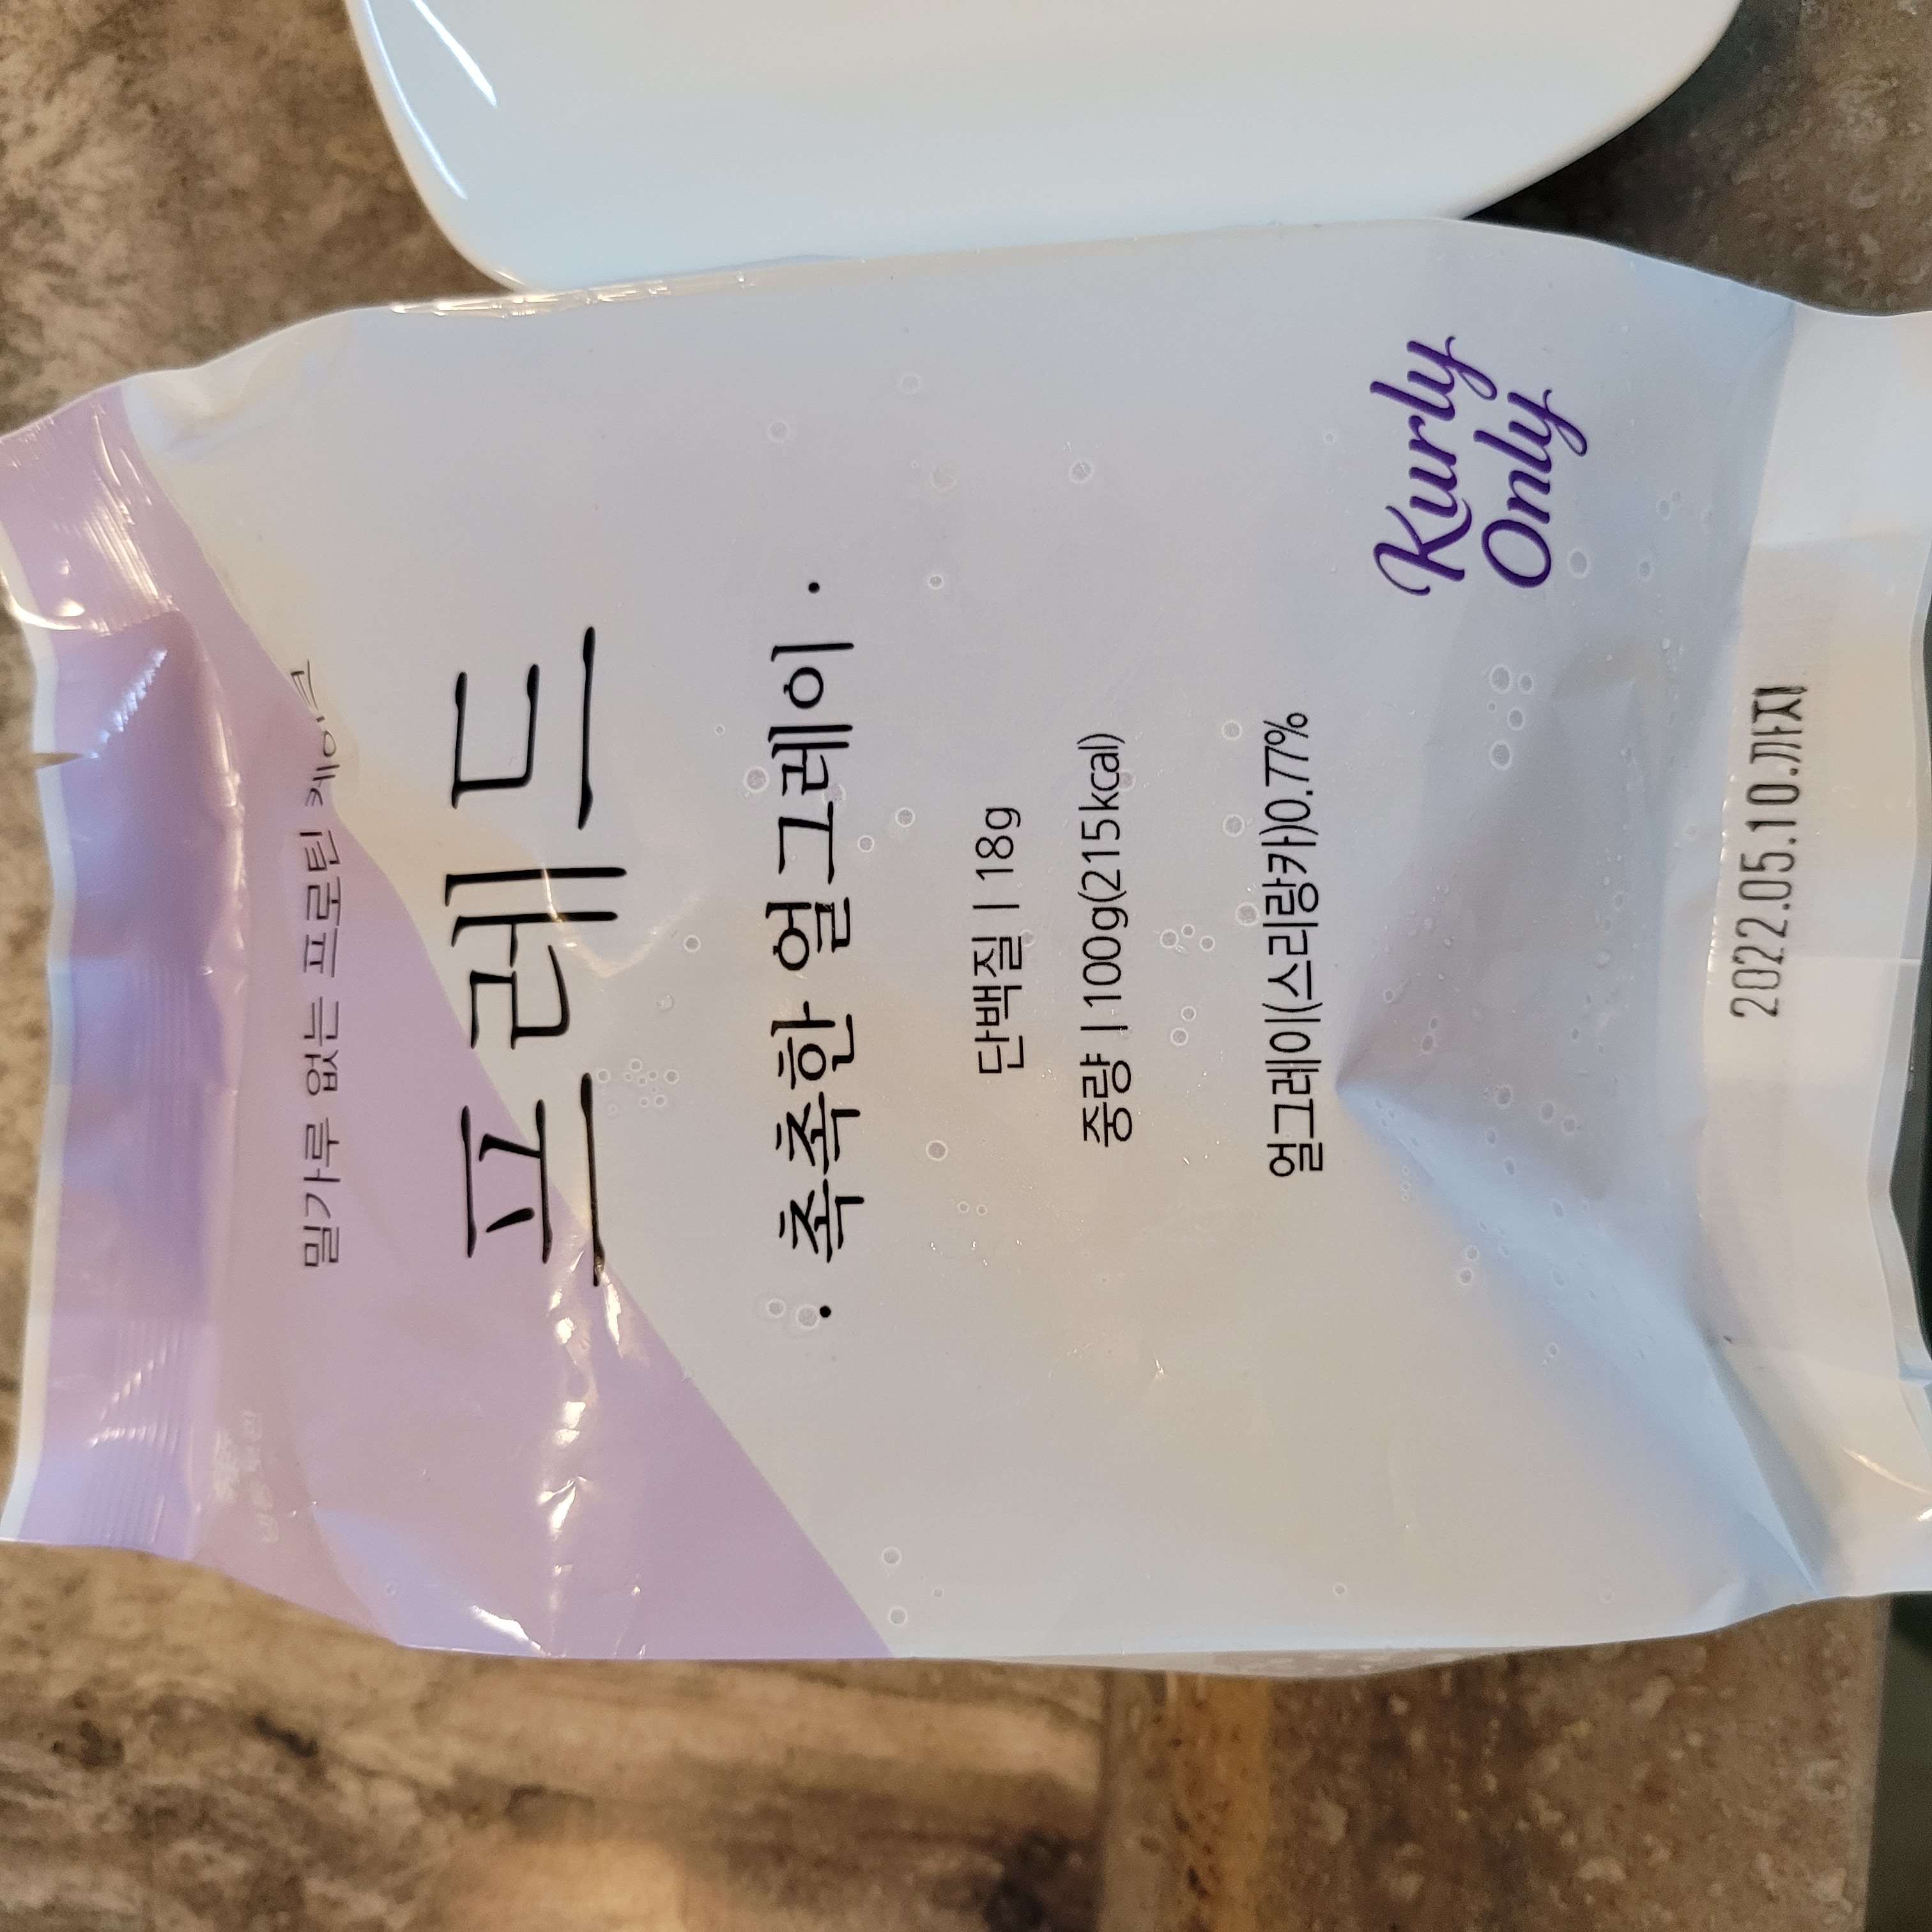 밀가루 없는 프로틴 케이크
프레드
· 촉촉한 얼그레이 ·
단백질 | 18g
중량 | 100g(215kcal)
얼그레이(스리랑카)0.77%
Kurly
Only
2022.05.10.까지